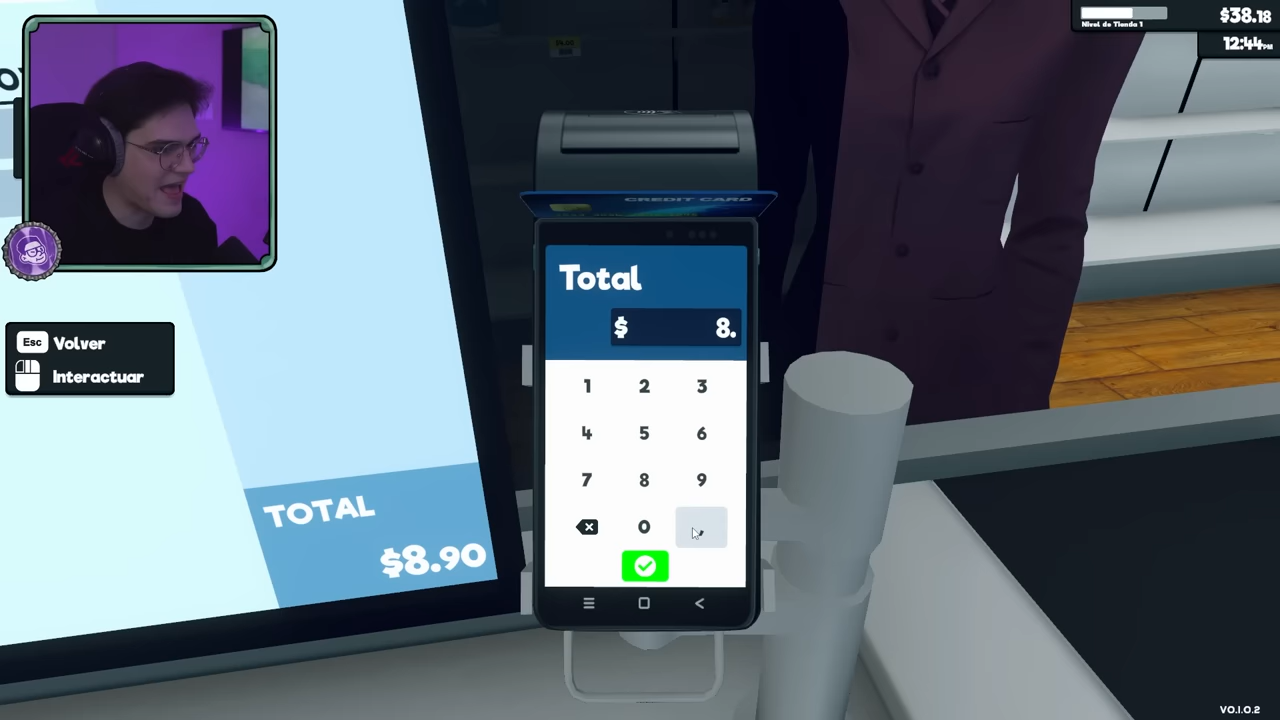 $38.18
Nivel de Tienda 1
12:44PM
CREDIT CARD
Total
$ 8.
Esc Volver
Interactuar
1 2 3
4 5 6
7 8 9
0 ,
TOTAL
$8.90
V0.1.0.2